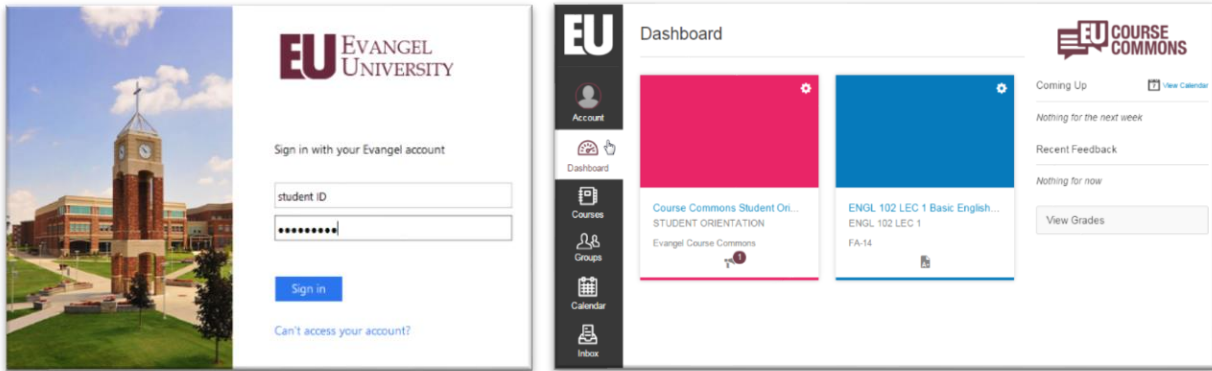 EU EVANGEL
UNIVERSITY
Sign in with your Evangel account
student ID
•••••••••
Sign in
Can't access your account?
EU
Account
Dashboard
Courses
Groups
Calendar
Inbox
Dashboard
Course Commons Student Ori...
STUDENT ORIENTATION
Evangel Course Commons
1
ENGL 102 LEC 1 Basic English...
ENGL 102 LEC 1
FA-14
EU COURSE
COMMONS
Coming Up
7 View Calendar
Nothing for the next week
Recent Feedback
Nothing for now
View Grades